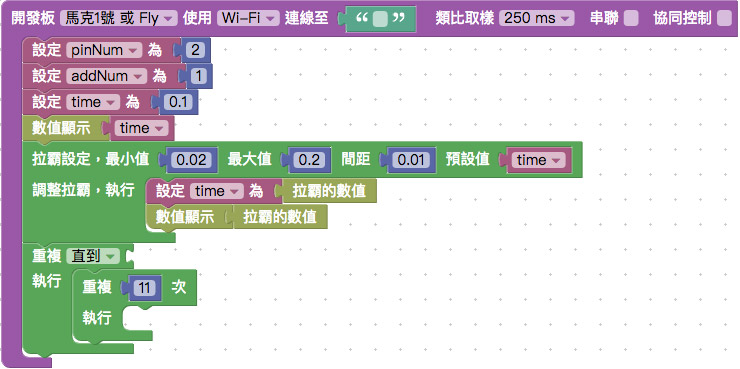 開發板 馬克1號 或 Fly 使用 Wi-Fi 連線至 “ ” 類比取樣 250 ms 串聯 協同控制
設定 pinNum 為 2
設定 addNum 為 1
設定 time 為 0.1
數值顯示 time
拉霸設定，最小值 0.02 最大值 0.2 間距 0.01 預設值 time
調整拉霸，執行 設定 time 為 拉霸的數值
數值顯示 拉霸的數值
重複 直到
執行 重複 11 次
執行